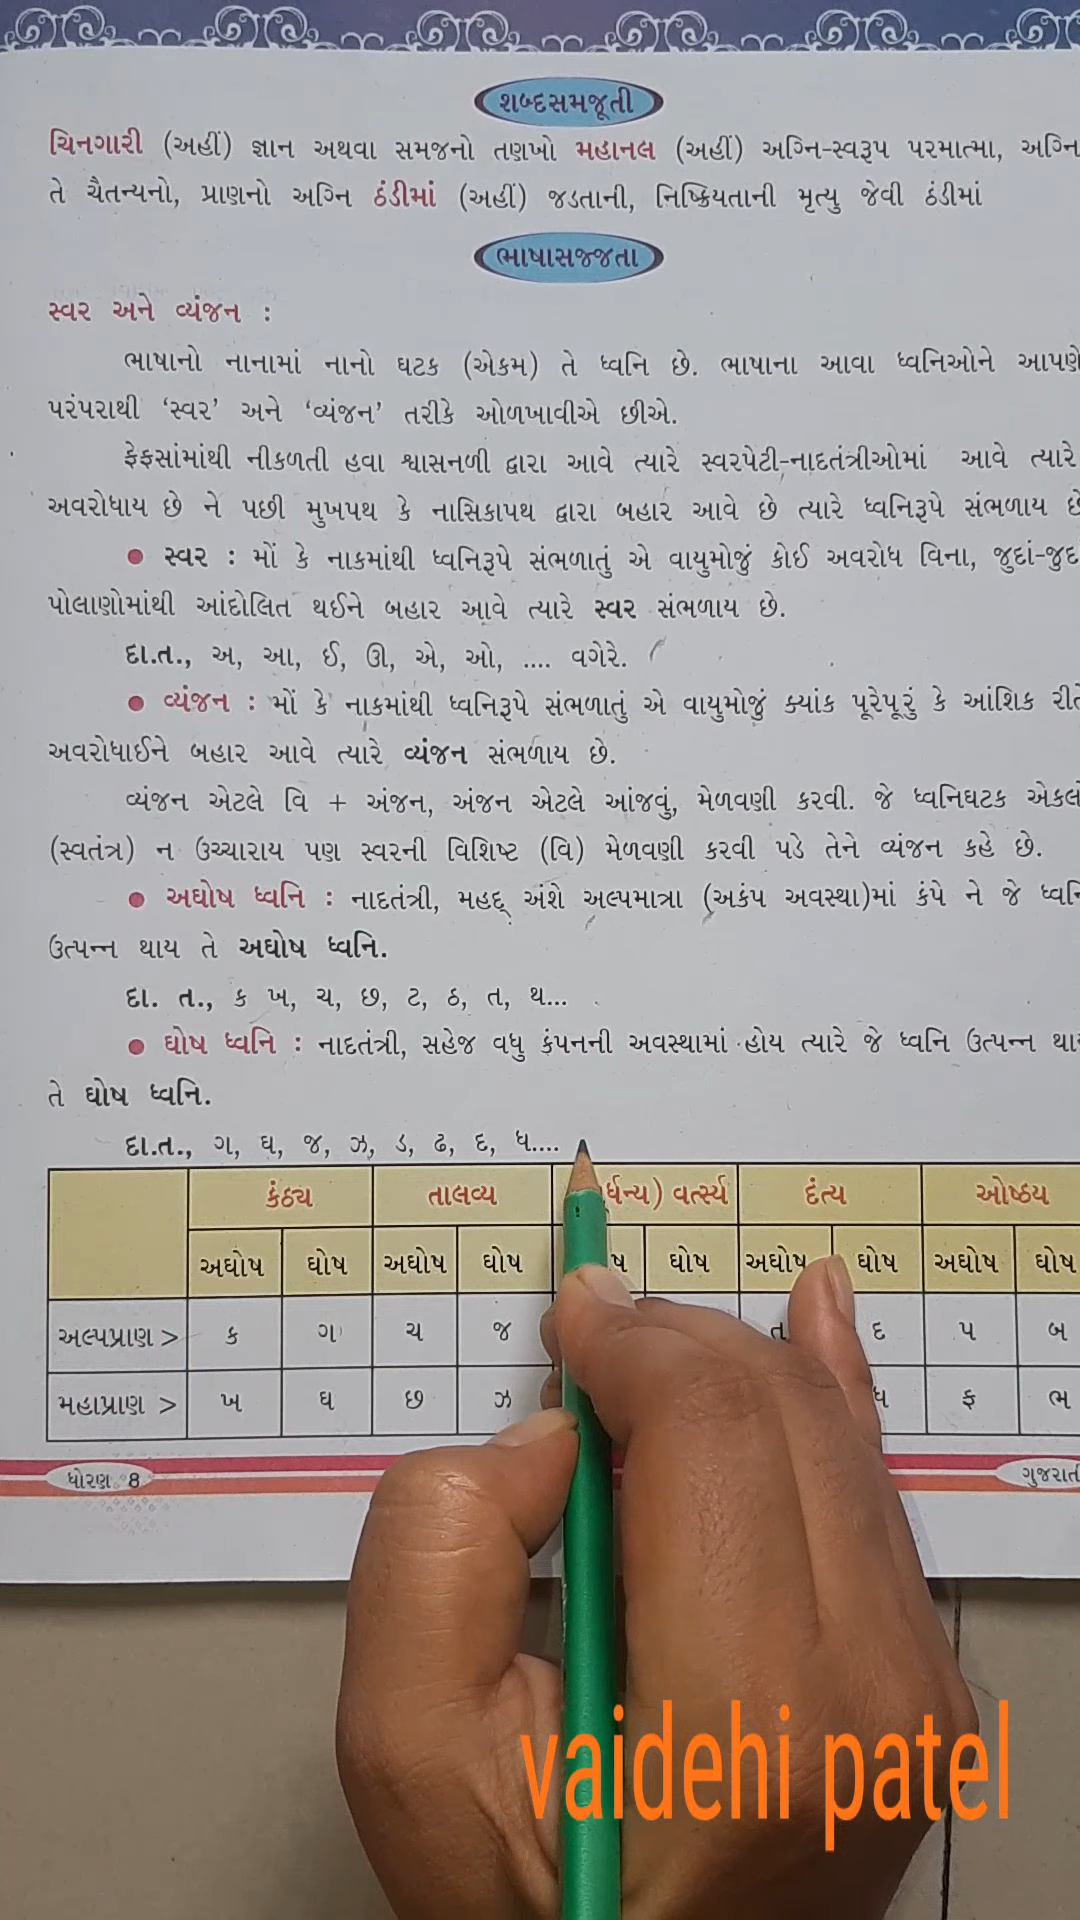 શબ્દસમજૂતી
ચિનગારી (અહીં) જ્ઞાન અથવા સમજનો તણખો મહાનલ (અહીં) અગ્નિ-સ્વરૂપ પરમાત્મા, અગ્નિ
તે ચૈતન્યનો, પ્રાણનો અગ્નિ ઠંડીમાં (અહીં) જડતાની, નિષ્ક્રિયતાની મૃત્યુ જેવી ઠંડીમાં
ભાષાસજ્જતા
સ્વર અને વ્યંજન :
ભાષાનો નાનામાં નાનો ઘટક (એકમ) તે ધ્વનિ છે. ભાષાના આવા ધ્વનિઓને આપણે
પરંપરાથી ‘સ્વર’ અને ‘વ્યંજન’ તરીકે ઓળખાવીએ છીએ.
ફેફસાંમાંથી નીકળતી હવા શ્વાસનળી દ્વારા આવે ત્યારે સ્વરપેટી-નાદતંત્રીઓમાં આવે ત્યારે
અવરોધાય છે ને પછી મુખપથ કે નાસિકાપથ દ્વારા બહાર આવે છે ત્યારે ધ્વનિરૂપે સંભળાય છે
• સ્વર : મોં કે નાકમાંથી ધ્વનિરૂપે સંભળાતું એ વાયુમોજું કોઈ અવરોધ વિના, જુદાં-જુદ
પોલાણોમાંથી આંદોલિત થઈને બહાર આવે ત્યારે સ્વર સંભળાય છે.
દા.ત., અ, આ, ઈ, ઊ, એ, ઓ, .... વગેરે.
• વ્યંજન : મોં કે નાકમાંથી ધ્વનિરૂપે સંભળાતું એ વાયુમોજું ક્યાંક પૂરેપૂરું કે આંશિક રીતે
અવરોધાઈને બહાર આવે ત્યારે વ્યંજન સંભળાય છે.
વ્યંજન એટલે વિ + અંજન, અંજન એટલે આંજવું, મેળવણી કરવી. જે ધ્વનિઘટક એકલ
(સ્વતંત્ર) ન ઉચ્ચારાય પણ સ્વરની વિશિષ્ટ (વિ) મેળવણી કરવી પડે તેને વ્યંજન કહે છે.
• અઘોષ ધ્વનિ : નાદતંત્રી, મહદ્ અંશે અલ્પમાત્રા (અકંપ અવસ્થા)માં કંપે ને જે ધ્વનિ
ઉત્પન્ન થાય તે અઘોષ ધ્વનિ.
દા. ત., ક ખ, ચ, છ, ટ, ઠ, ત, થ...
• ઘોષ ધ્વનિ : નાદતંત્રી, સહેજ વધુ કંપનની અવસ્થામાં હોય ત્યારે જે ધ્વનિ ઉત્પન્ન થાય
તે ઘોષ ધ્વનિ.
દા.ત., ગ, ઘ, જ, ઝ, ડ, ઢ, દ, ધ....
કંઠ્ય તાલવ્ય ર્ધન્ય) વર્ત્સ્ય દંત્ય ઓષ્ઠ્ય
અઘોષ ઘોષ અઘોષ ઘોષ ષ ઘોષ અઘોષ ઘોષ અઘોષ ઘોષ
અલ્પપ્રાણ > ક ગ ચ જ ત દ પ બ
મહાપ્રાણ > ખ ઘ છ ઝ ધ ફ ભ
ધોરણ 8
ગુજરાતી
vaidehi patel